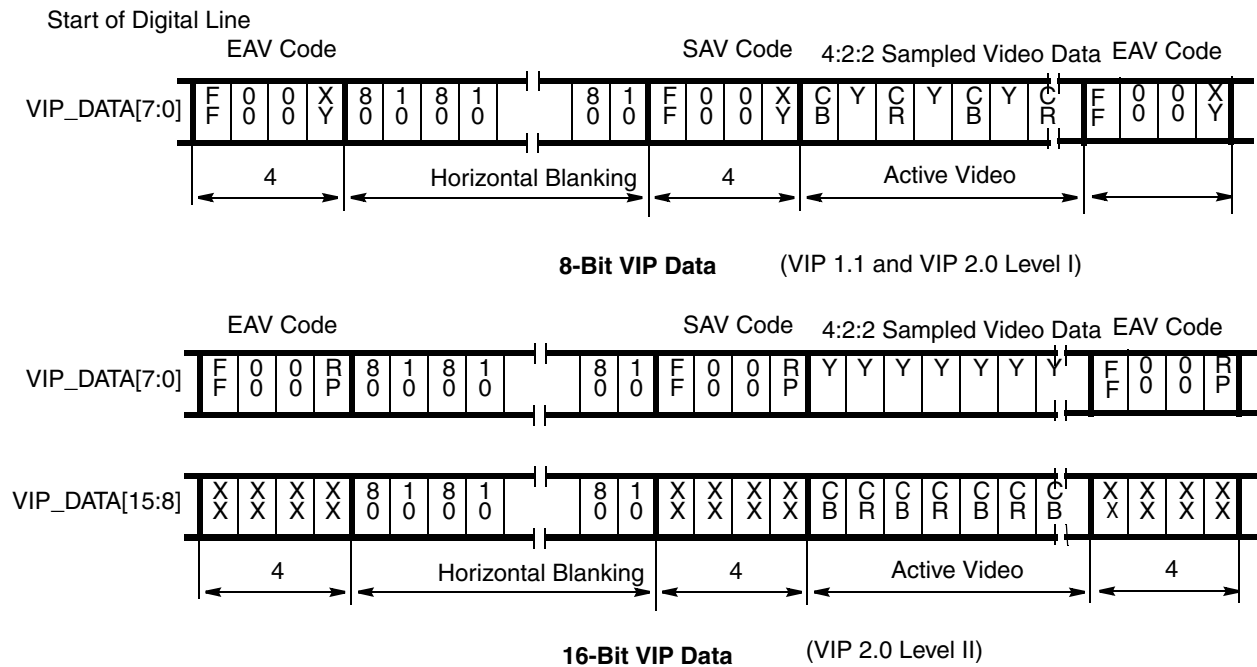 Start of Digital Line
EAV Code SAV Code 4:2:2 Sampled Video Data EAV Code
VIP_DATA[7:0] FF 00 00 XY 80 10 80 10 80 10 FF 00 00 XY CB Y CR Y CB Y CR FF 00 00 XY
4 Horizontal Blanking 4 Active Video
8-Bit VIP Data (VIP 1.1 and VIP 2.0 Level I)
EAV Code SAV Code 4:2:2 Sampled Video Data EAV Code
VIP_DATA[7:0] FF 00 00 RP 80 10 80 10 80 10 FF 00 00 RP Y Y Y Y Y Y Y FF 00 00 RP
VIP_DATA[15:8] XX XX XX XX 80 10 80 10 80 10 XX XX XX XX CB CR CB CR CB CR CB XX XX XX XX
4 Horizontal Blanking 4 Active Video 4
16-Bit VIP Data (VIP 2.0 Level II)